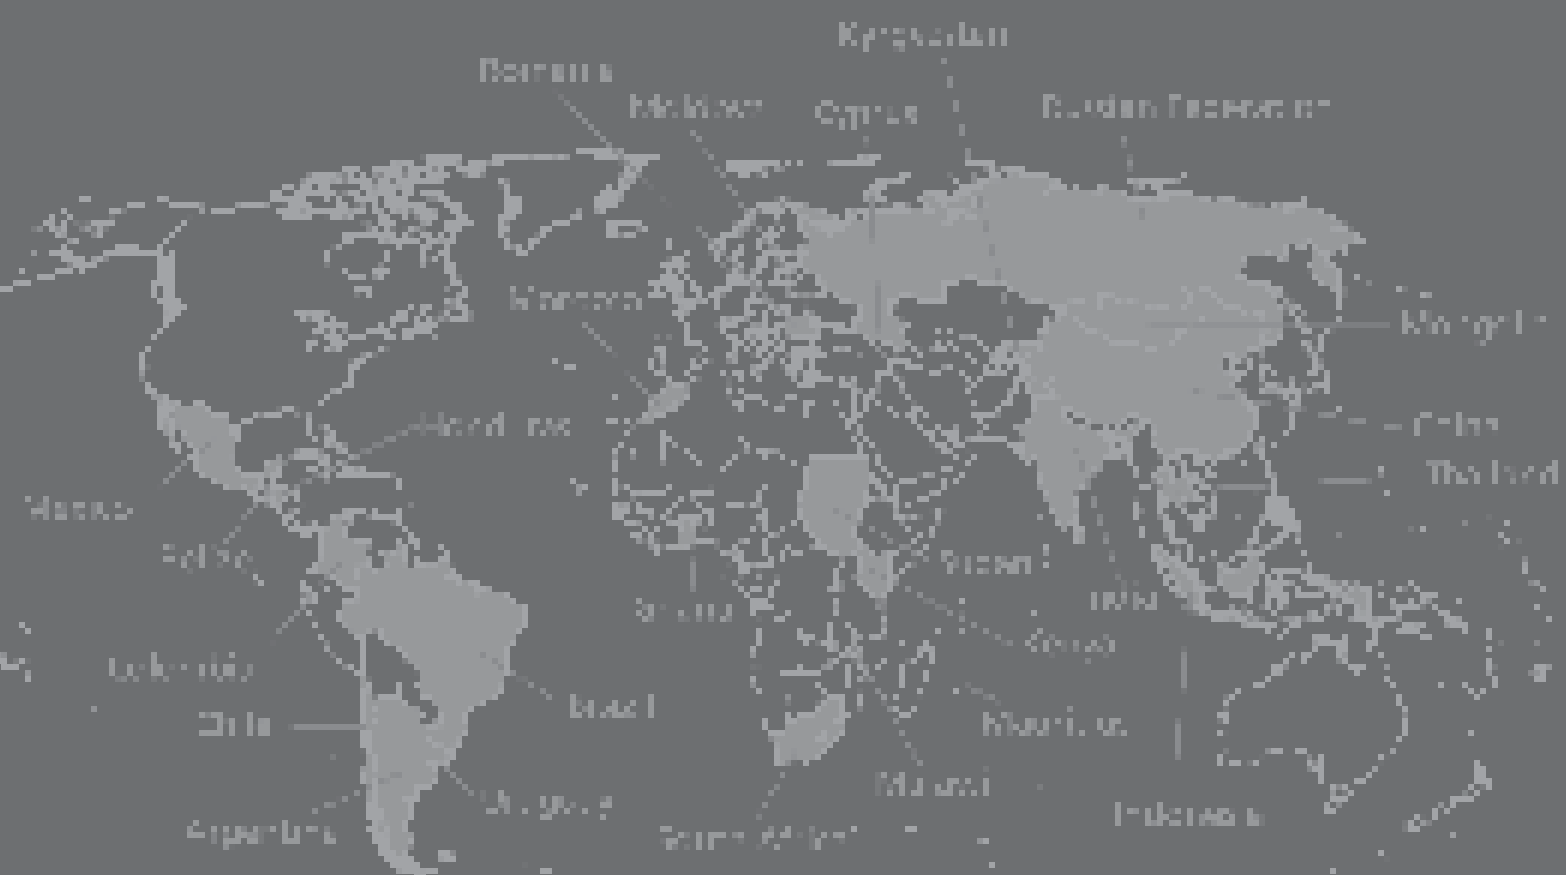 Kyrgyzstan
Romania
Moldova
Cyprus
Russian Federation
Morocco
Mongolia
Honduras
China
Thailand
Mexico
Belize
Sudan
India
Ghana
Kenya
Colombia
Brazil
Mauritius
Chile
Malawi
Uruguay
Indonesia
Argentina
South Africa